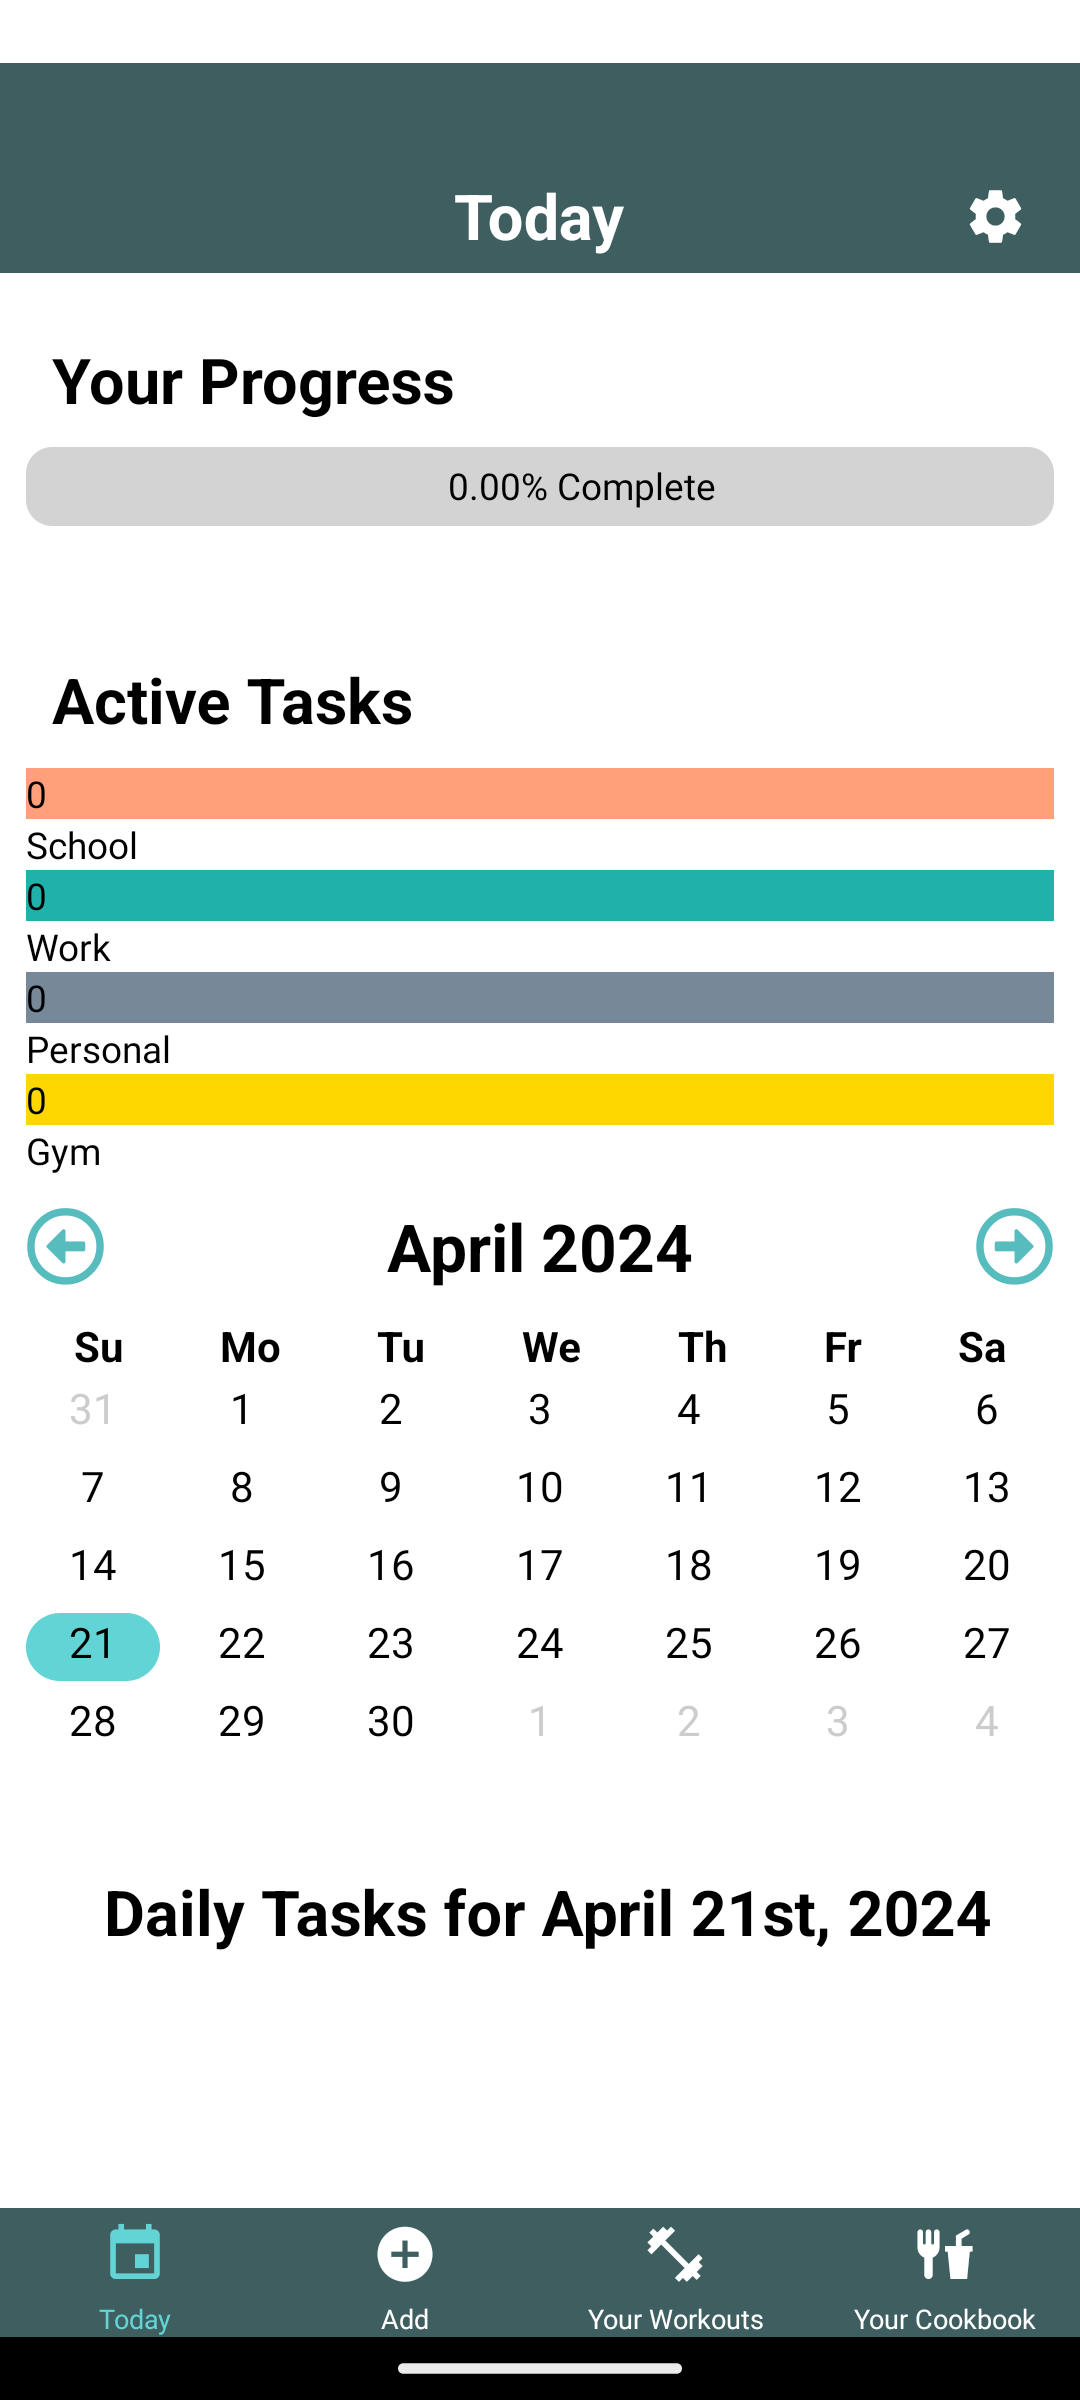 Today
Your Progress
0.00% Complete
Active Tasks
0
School
0
Work
0
Personal
0
Gym
April 2024
Su Mo Tu We Th Fr Sa
31 1 2 3 4 5 6
7 8 9 10 11 12 13
14 15 16 17 18 19 20
21 22 23 24 25 26 27
28 29 30 1 2 3 4
Daily Tasks for April 21st, 2024
Today Add Your Workouts Your Cookbook